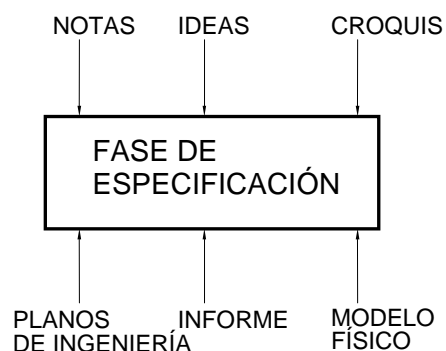 NOTAS IDEAS CROQUIS
FASE DE
ESPECIFICACIÓN
PLANOS INFORME MODELO
DE INGENIERÍA FÍSICO